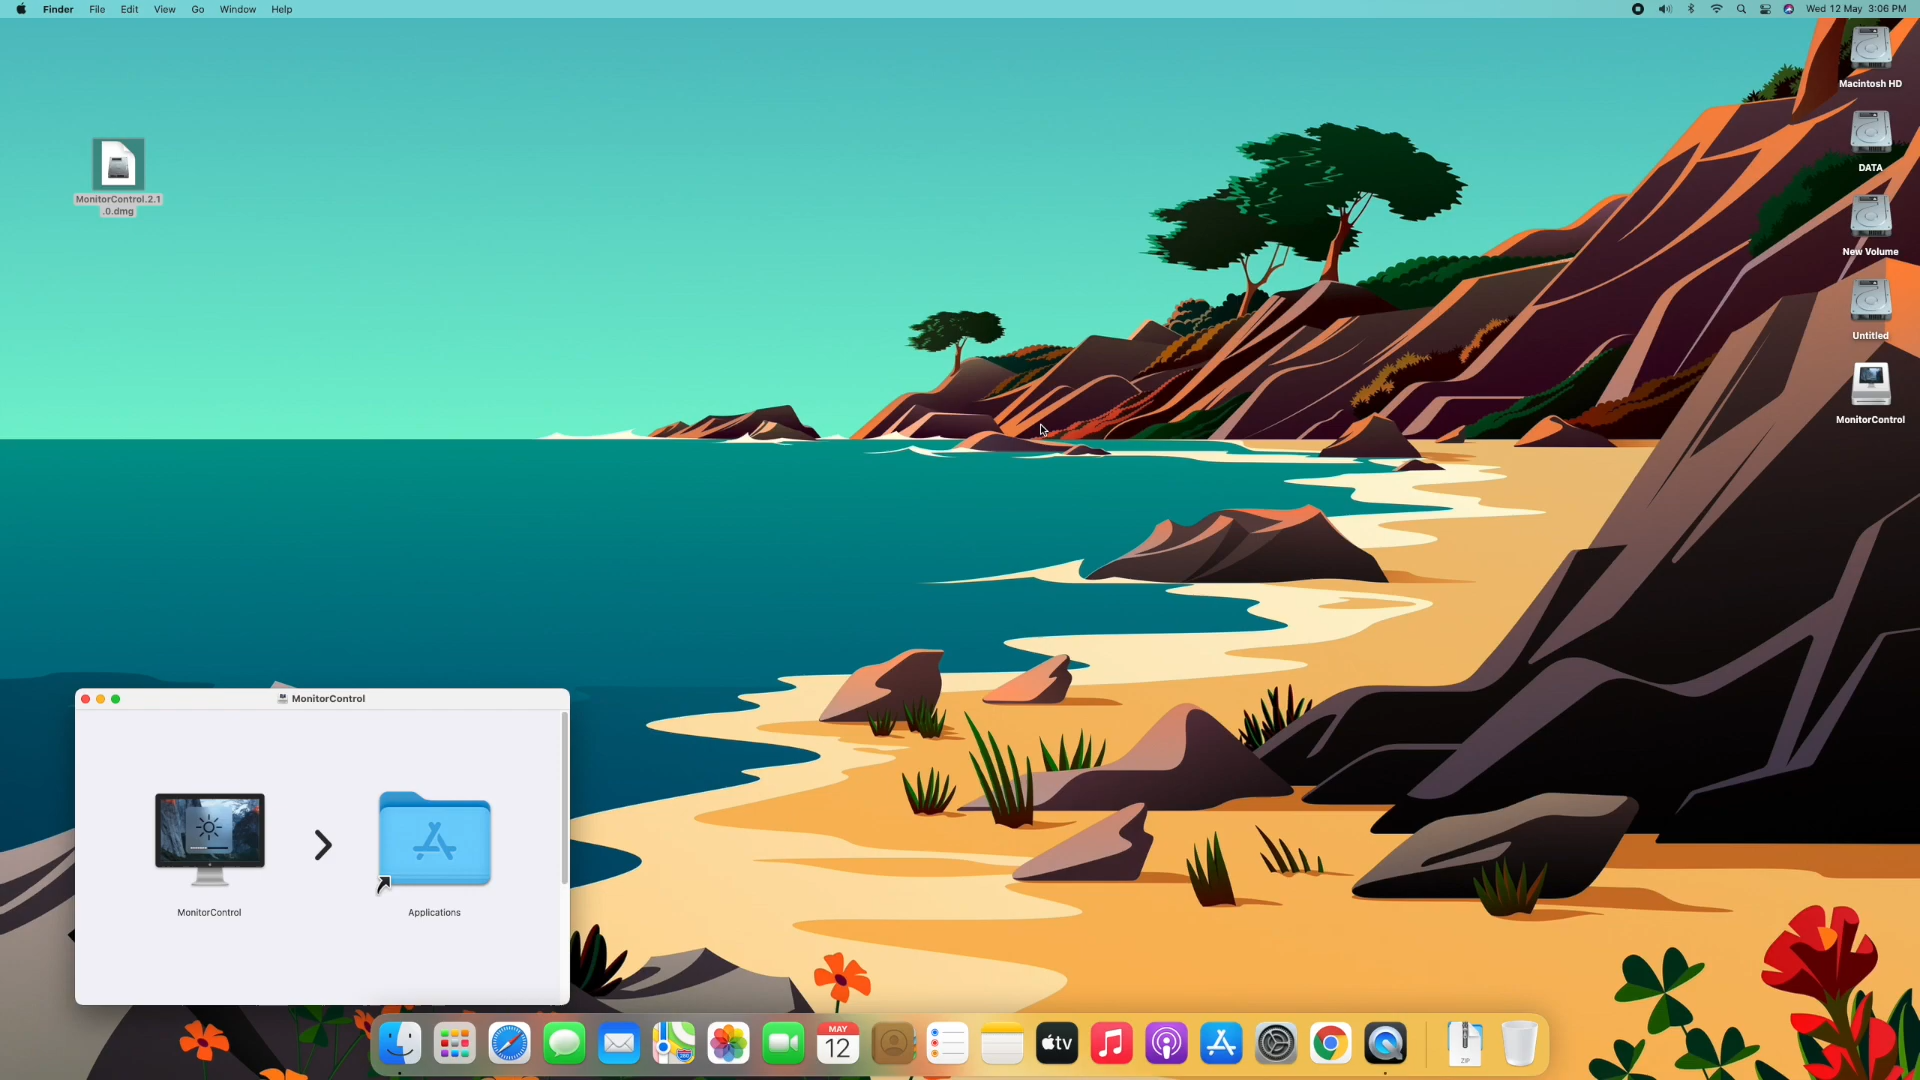 Finder File Edit View Go Window Help
Wed 12 May 3:06 PM
Macintosh HD
DATA
New Volume
Untitled
MonitorControl
MonitorControl.2.1
.0.dmg
MonitorControl
MonitorControl
Applications
MAY
12
tv
ZIP